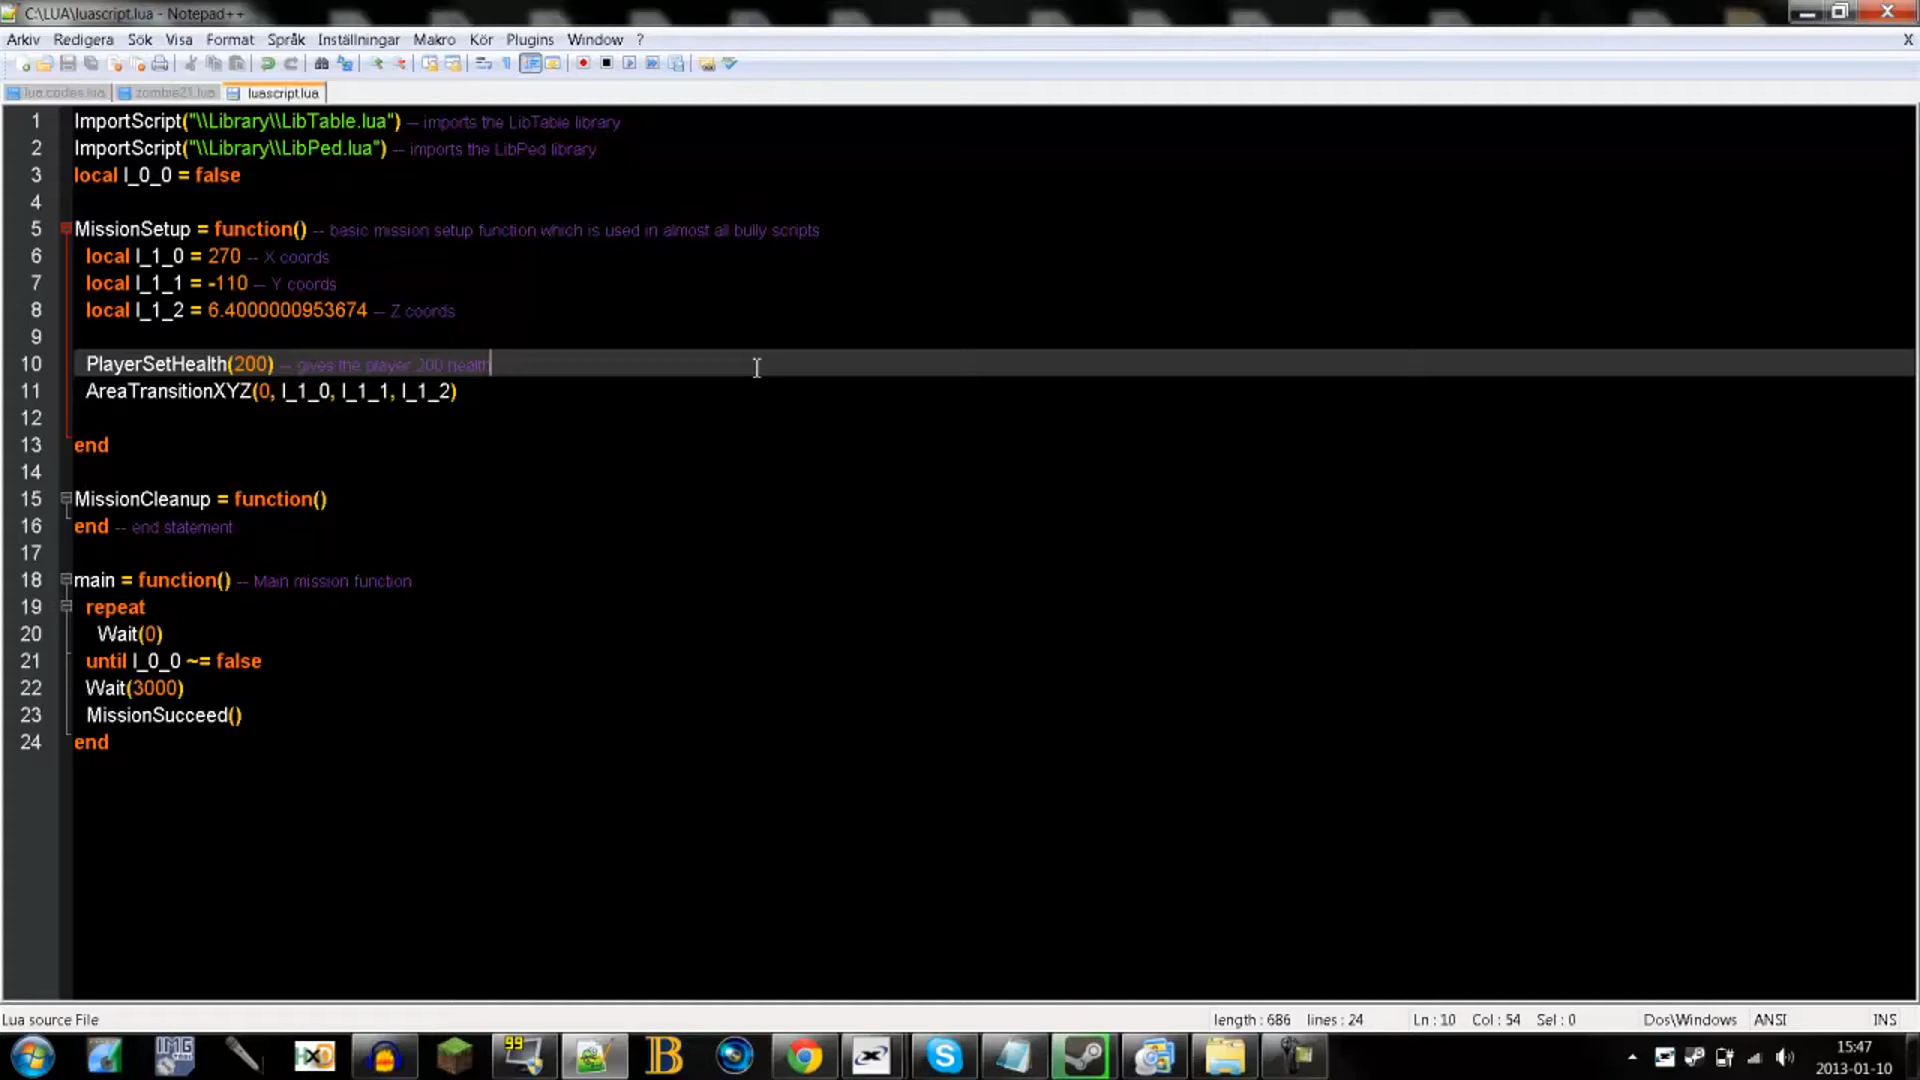 C:\LUA\luascript.lua - Notepad++
Arkiv Redigera Sök Visa Format Språk Inställningar Makro Kör Plugins Window ? X
lua.codes.lua zombie21.lua luascript.lua
1 ImportScript("\\Library\\LibTable.lua") -- imports the LibTable library
2 ImportScript("\\Library\\LibPed.lua") -- imports the LibPed library
3 local l_0_0 = false
4
5 MissionSetup = function() -- basic mission setup function which is used in almost all bully scripts
6 local l_1_0 = 270 -- X coords
7 local l_1_1 = -110 -- Y coords
8 local l_1_2 = 6.4000000953674 -- Z coords
9
10 PlayerSetHealth(200) -- gives the player 200 health
11 AreaTransitionXYZ(0, l_1_0, l_1_1, l_1_2)
12
13 end
14
15 MissionCleanup = function()
16 end -- end statement
17
18 main = function() -- Main mission function
19 repeat
20 Wait(0)
21 until l_0_0 ~= false
22 Wait(3000)
23 MissionSucceed()
24 end
Lua source File length : 686 lines : 24 Ln : 10 Col : 54 Sel : 0 Dos\Windows ANSI INS
IMG HxD 99 B S
15:47
2013-01-10